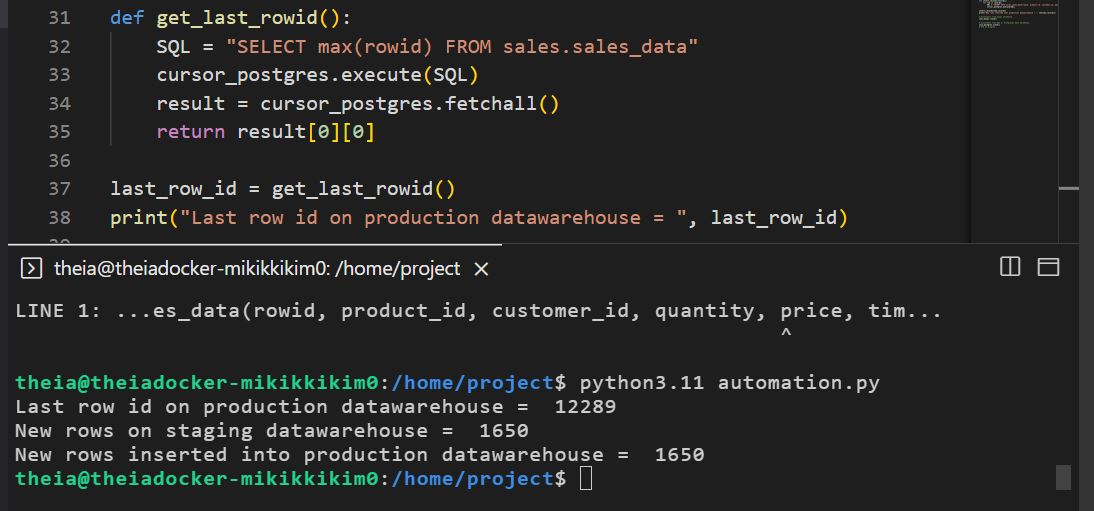 31 def get_last_rowid():
32 SQL = "SELECT max(rowid) FROM sales.sales_data"
33 cursor_postgres.execute(SQL)
34 result = cursor_postgres.fetchall()
35 return result[0][0]
36
37 last_row_id = get_last_rowid()
38 print("Last row id on production datawarehouse = ", last_row_id)
theia@theiadocker-mikikkikim0: /home/project ×
LINE 1: ...es_data(rowid, product_id, customer_id, quantity, price, tim...
^
theia@theiadocker-mikikkikim0:/home/project$ python3.11 automation.py
Last row id on production datawarehouse =  12289
New rows on staging datawarehouse =  1650
New rows inserted into production datawarehouse =  1650
theia@theiadocker-mikikkikim0:/home/project$